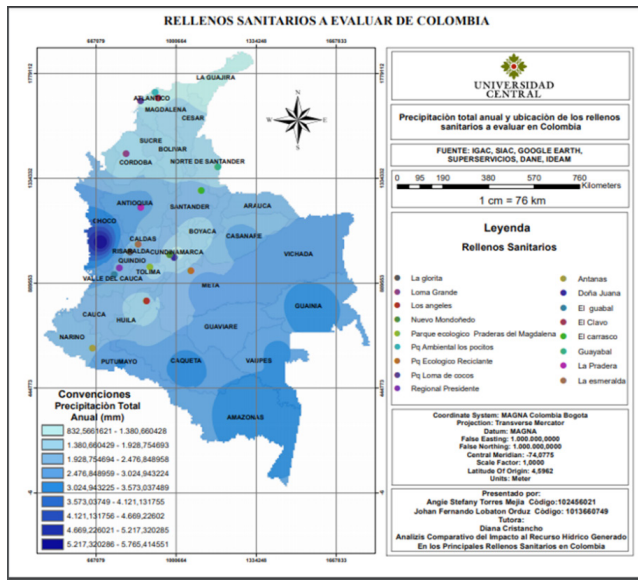 RELLENOS SANITARIOS A EVALUAR DE COLOMBIA
667079
1000664
1334249
1667833
1779112
1334332
889553
444773
-4
LA GUAJIRA
ATLANTICO
MAGDALENA
CESAR
SUCRE
BOLIVAR
CORDOBA
NORTE DE SANTANDER
ANTIOQUIA
SANTANDER
ARAUCA
CHOCO
BOYACA
CALDAS
CASANARE
RISARALDA
CUNDINAMARCA
VICHADA
QUINDIO
TOLIMA
VALLE DEL CAUCA
META
GUAINIA
CAUCA
HUILA
GUAVIARE
NARINO
PUTUMAYO
CAQUETA
VAUPES
AMAZONAS
N
W
E
S
Convenciones
Precipitación Total
Anual (mm)
832,5661621 - 1.380,660428
1.380,660429 - 1.928,754693
1.928,754694 - 2.476,848958
2.476,848959 - 3.024,943224
3.024,943225 - 3.573,037489
3.573,03749 - 4.121,131755
4.121,131756 - 4.669,22602
4.669,226021 - 5.217,320285
5.217,320286 - 5.765,414551
UNIVERSIDAD
CENTRAL
Precipitación total anual y ubicación de los rellenos
sanitarios a evaluar en Colombia
FUENTE: IGAC, SIAC, GOOGLE EARTH,
SUPERSERVICIOS, DANE, IDEAM
0 95 190 380 570 760
Kilometers
1 cm = 76 km
Leyenda
Rellenos Sanitarios
La glorita
Loma Grande
Los angeles
Nuevo Mondoñedo
Parque ecologico Praderas del Magdalena
Pq Ambiental los pocitos
Pq Ecologico Reciclante
Pq Loma de cocos
Regional Presidente
Antanas
Doña Juana
El guabal
El Clavo
El carrasco
Guayabal
La Pradera
La esmeralda
Coordinate System: MAGNA Colombia Bogota
Projection: Transverse Mercator
Datum: MAGNA
False Easting: 1.000.000,0000
False Northing: 1.000.000,0000
Central Meridian: -74,0775
Scale Factor: 1,0000
Latitude Of Origin: 4,5962
Units: Meter
Presentado por:
Angie Stefany Torres Mejia Código:102456021
Johan Fernando Lobaton Orduz Código: 1013660749
Tutora:
Diana Cristancho
Analisis Comparativo del Impacto al Recurso Hidrico Generado
En los Principales Rellenos Sanitarios en Colombia